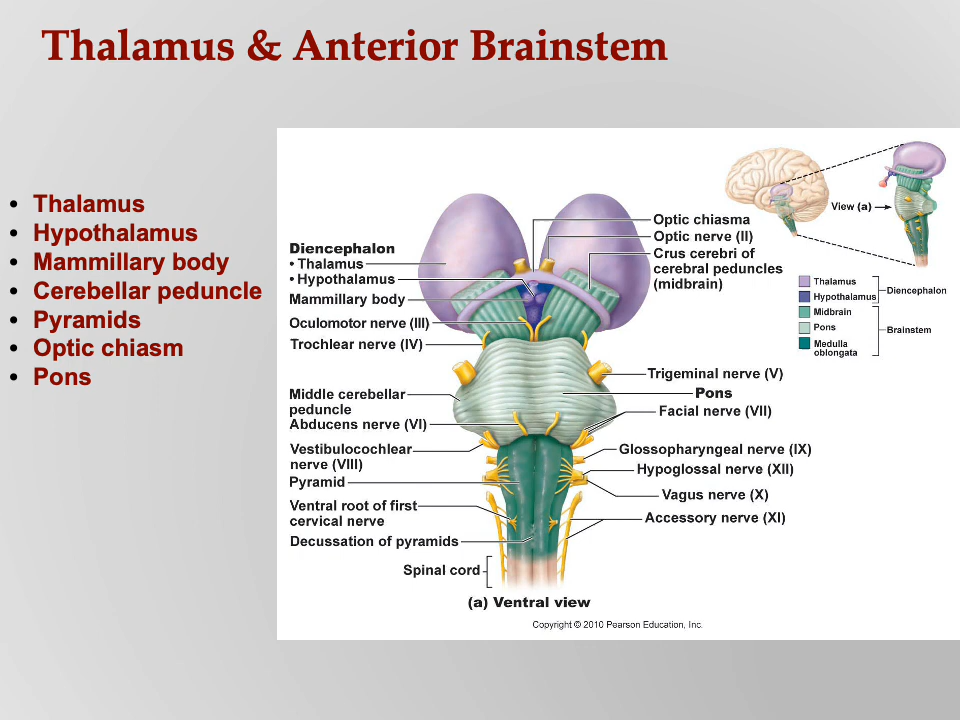 Thalamus & Anterior Brainstem
• Thalamus
• Hypothalamus
• Mammillary body
• Cerebellar peduncle
• Pyramids
• Optic chiasm
• Pons
Diencephalon
• Thalamus
• Hypothalamus
Mammillary body
Oculomotor nerve (III)
Trochlear nerve (IV)
Middle cerebellar
peduncle
Abducens nerve (VI)
Vestibulocochlear
nerve (VIII)
Pyramid
Ventral root of first
cervical nerve
Decussation of pyramids
Spinal cord
Optic chiasma
Optic nerve (II)
Crus cerebri of
cerebral peduncles
(midbrain)
Trigeminal nerve (V)
Pons
Facial nerve (VII)
Glossopharyngeal nerve (IX)
Hypoglossal nerve (XII)
Vagus nerve (X)
Accessory nerve (XI)
View (a)
Thalamus
Hypothalamus
Diencephalon
Midbrain
Pons
Brainstem
Medulla
oblongata
(a) Ventral view
Copyright © 2010 Pearson Education, Inc.